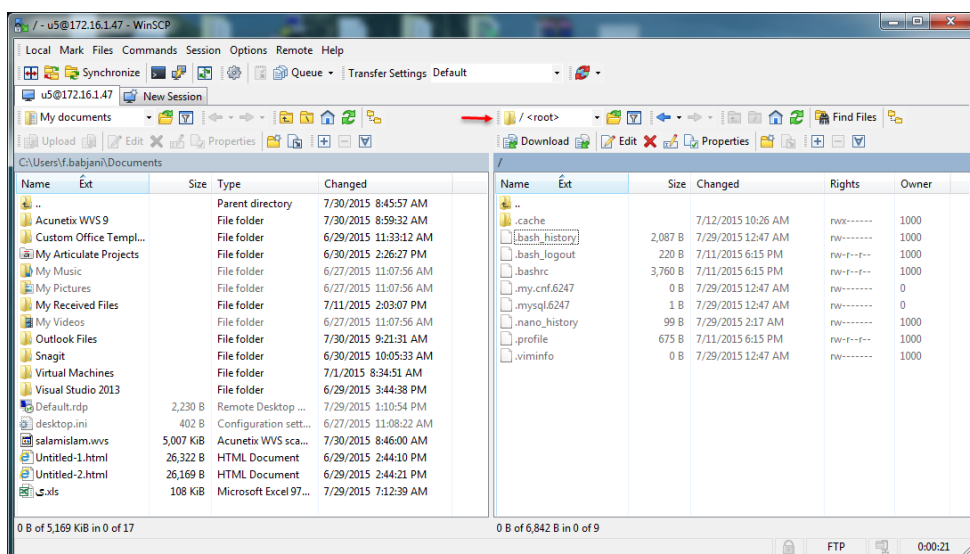 / - u5@172.16.1.47 - WinSCP
Local Mark Files Commands Session Options Remote Help
Synchronize Queue Transfer Settings Default
u5@172.16.1.47 New Session
My documents / <root> Find Files
Upload Edit Properties Download Edit Properties
C:\Users\f.babjani\Documents /
Name Ext Size Type Changed Name Ext Size Changed Rights Owner
.. Parent directory 7/30/2015 8:45:57 AM ..
Acunetix WVS 9 File folder 7/30/2015 8:59:32 AM .cache 7/12/2015 10:26 AM rwx------ 1000
Custom Office Templ... File folder 6/29/2015 11:33:12 AM .bash_history 2,087 B 7/29/2015 12:47 AM rw------- 1000
My Articulate Projects File folder 6/30/2015 2:26:27 PM .bash_logout 220 B 7/11/2015 6:15 PM rw-r--r-- 1000
My Music File folder 6/27/2015 11:07:56 AM .bashrc 3,760 B 7/11/2015 6:15 PM rw-r--r-- 1000
My Pictures File folder 6/27/2015 11:07:56 AM .my.cnf.6247 0 B 7/29/2015 12:47 AM rw------- 0
My Received Files File folder 7/11/2015 2:03:07 PM .mysql.6247 1 B 7/29/2015 12:47 AM rw------- 0
My Videos File folder 6/27/2015 11:07:56 AM .nano_history 99 B 7/29/2015 2:17 AM rw------- 1000
Outlook Files File folder 7/30/2015 9:21:31 AM .profile 675 B 7/11/2015 6:15 PM rw-r--r-- 1000
Snagit File folder 6/30/2015 10:05:33 AM .viminfo 0 B 7/29/2015 12:47 AM rw------- 1000
Virtual Machines File folder 7/1/2015 8:34:51 AM
Visual Studio 2013 File folder 6/29/2015 3:44:38 PM
Default.rdp 2,230 B Remote Desktop ... 7/29/2015 1:10:54 PM
desktop.ini 402 B Configuration sett... 6/27/2015 11:08:22 AM
salamislam.wvs 5,007 KiB Acunetix WVS sca... 7/30/2015 8:46:00 AM
Untitled-1.html 26,322 B HTML Document 6/29/2015 2:44:10 PM
Untitled-2.html 26,169 B HTML Document 6/29/2015 2:44:21 PM
ی.xls 108 KiB Microsoft Excel 97... 7/29/2015 7:12:39 AM
0 B of 5,169 KiB in 0 of 17 0 B of 6,842 B in 0 of 9
FTP 0:00:21